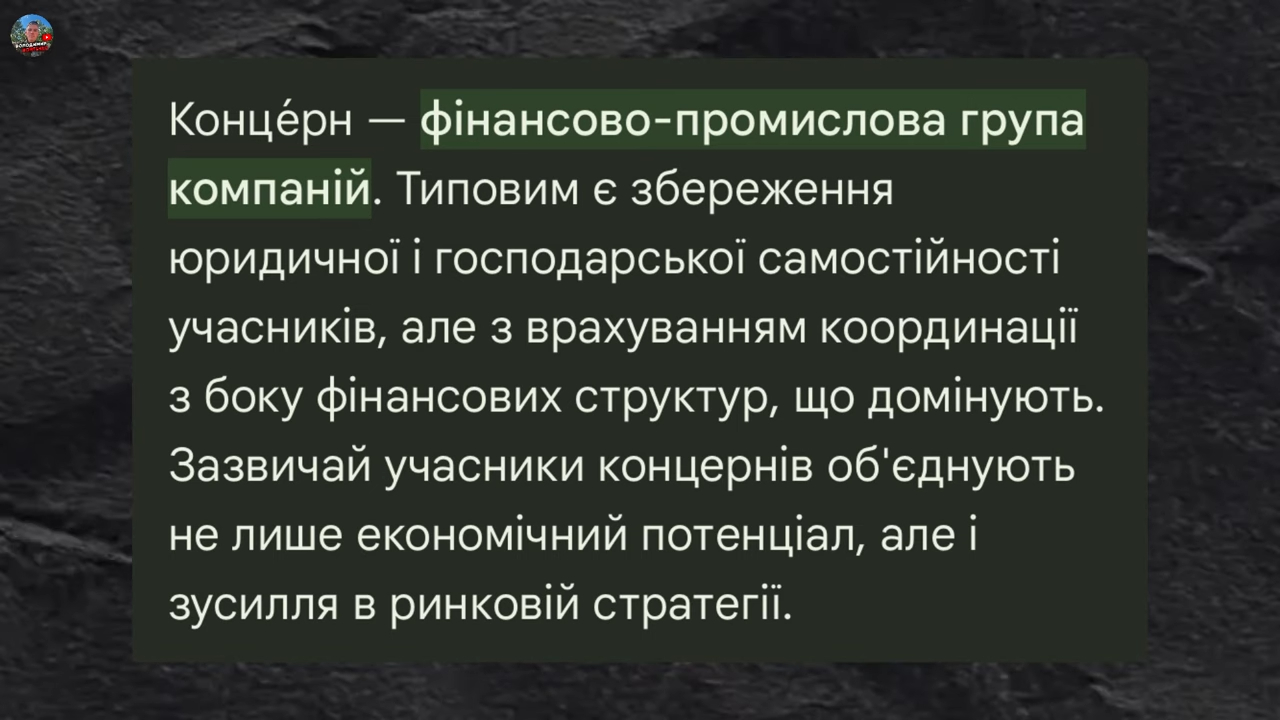 Конце́рн — фінансово-промислова група
компаній. Типовим є збереження
юридичної і господарської самостійності
учасників, але з врахуванням координації
з боку фінансових структур, що домінують.
Зазвичай учасники концернів об'єднують
не лише економічний потенціал, але і
зусилля в ринковій стратегії.